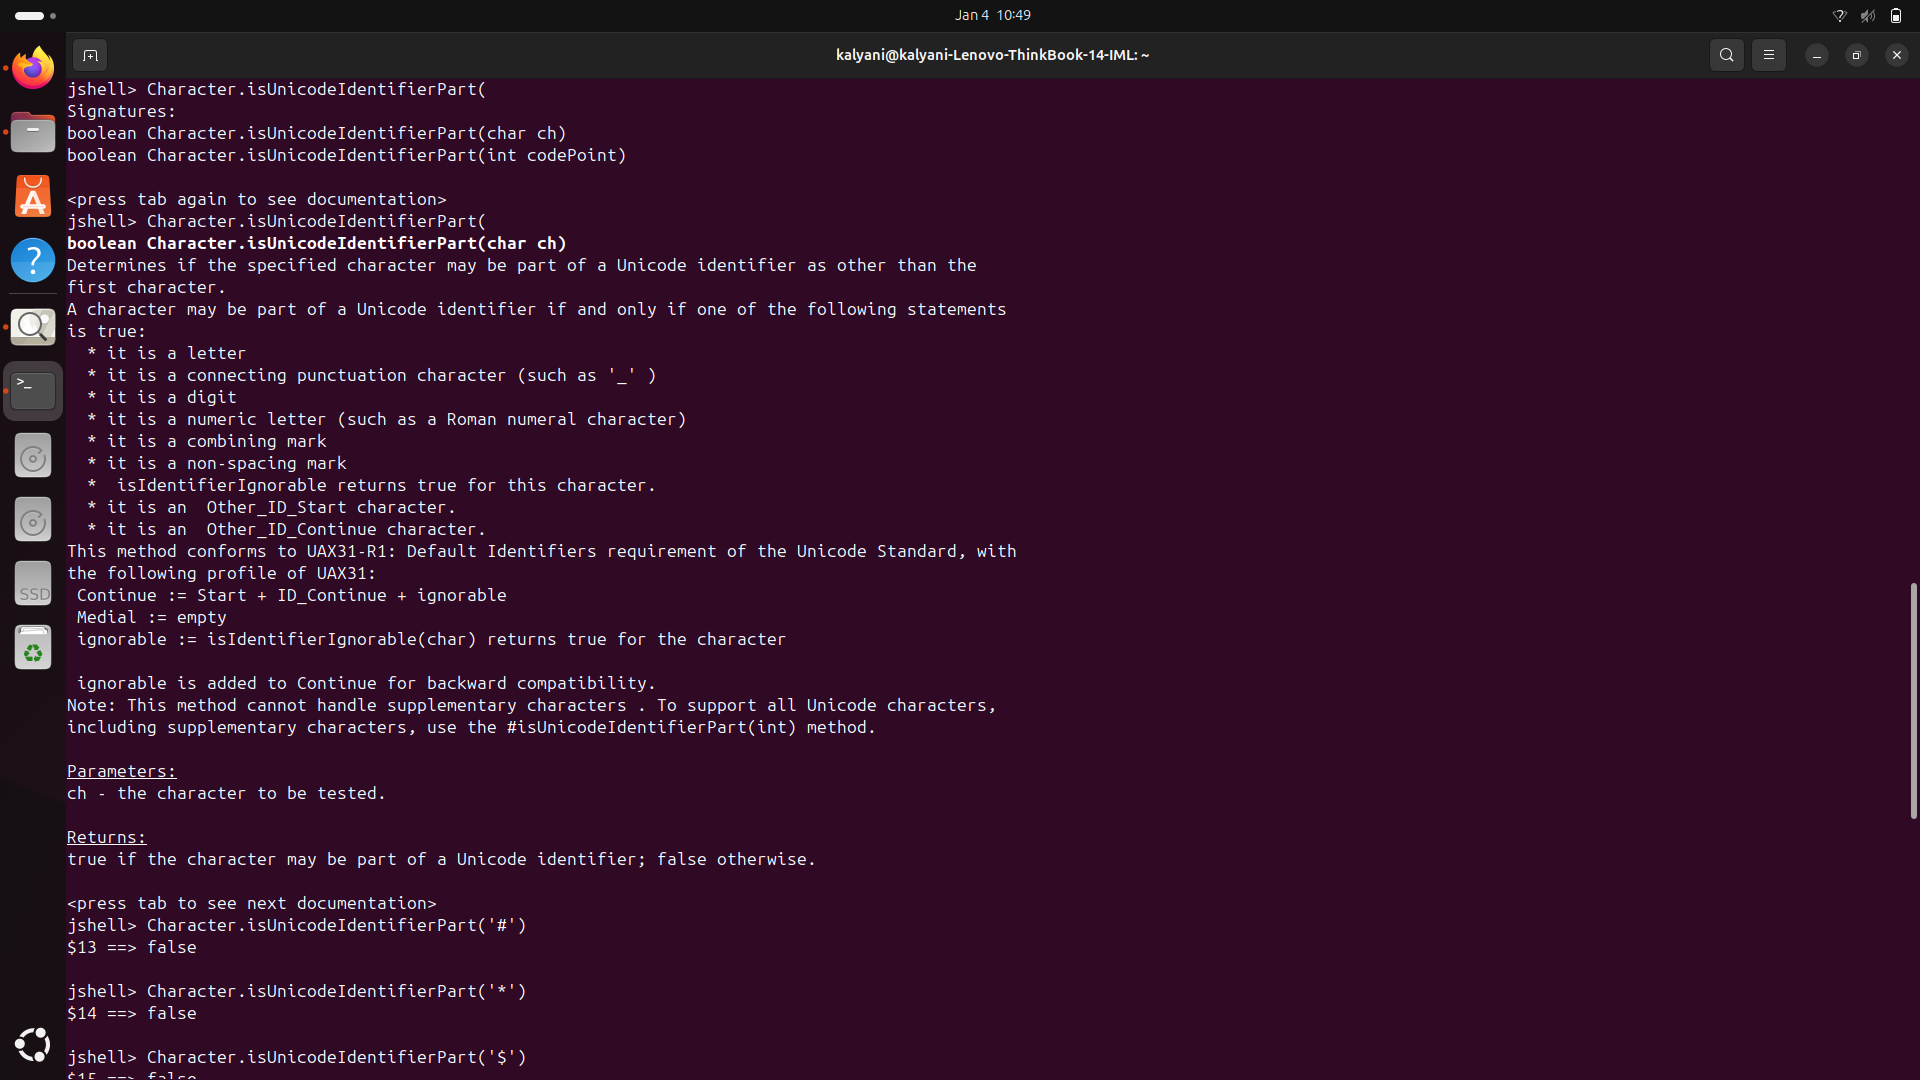 Jan 4 10:49
kalyani@kalyani-Lenovo-ThinkBook-14-IML: ~
jshell> Character.isUnicodeIdentifierPart(
Signatures:
boolean Character.isUnicodeIdentifierPart(char ch)
boolean Character.isUnicodeIdentifierPart(int codePoint)
<press tab again to see documentation>
jshell> Character.isUnicodeIdentifierPart(
boolean Character.isUnicodeIdentifierPart(char ch)
Determines if the specified character may be part of a Unicode identifier as other than the
first character.
A character may be part of a Unicode identifier if and only if one of the following statements
is true:
* it is a letter
* it is a connecting punctuation character (such as '_' )
* it is a digit
* it is a numeric letter (such as a Roman numeral character)
* it is a combining mark
* it is a non-spacing mark
*  isIdentifierIgnorable returns true for this character.
* it is an  Other_ID_Start character.
* it is an  Other_ID_Continue character.
This method conforms to UAX31-R1: Default Identifiers requirement of the Unicode Standard, with
the following profile of UAX31:
Continue := Start + ID_Continue + ignorable
Medial := empty
ignorable := isIdentifierIgnorable(char) returns true for the character
ignorable is added to Continue for backward compatibility.
Note: This method cannot handle supplementary characters . To support all Unicode characters,
including supplementary characters, use the #isUnicodeIdentifierPart(int) method.
Parameters:
ch - the character to be tested.
Returns:
true if the character may be part of a Unicode identifier; false otherwise.
<press tab to see next documentation>
jshell> Character.isUnicodeIdentifierPart('#')
$13 ==> false
jshell> Character.isUnicodeIdentifierPart('*')
$14 ==> false
jshell> Character.isUnicodeIdentifierPart('$')
$15 ==> false
SSD